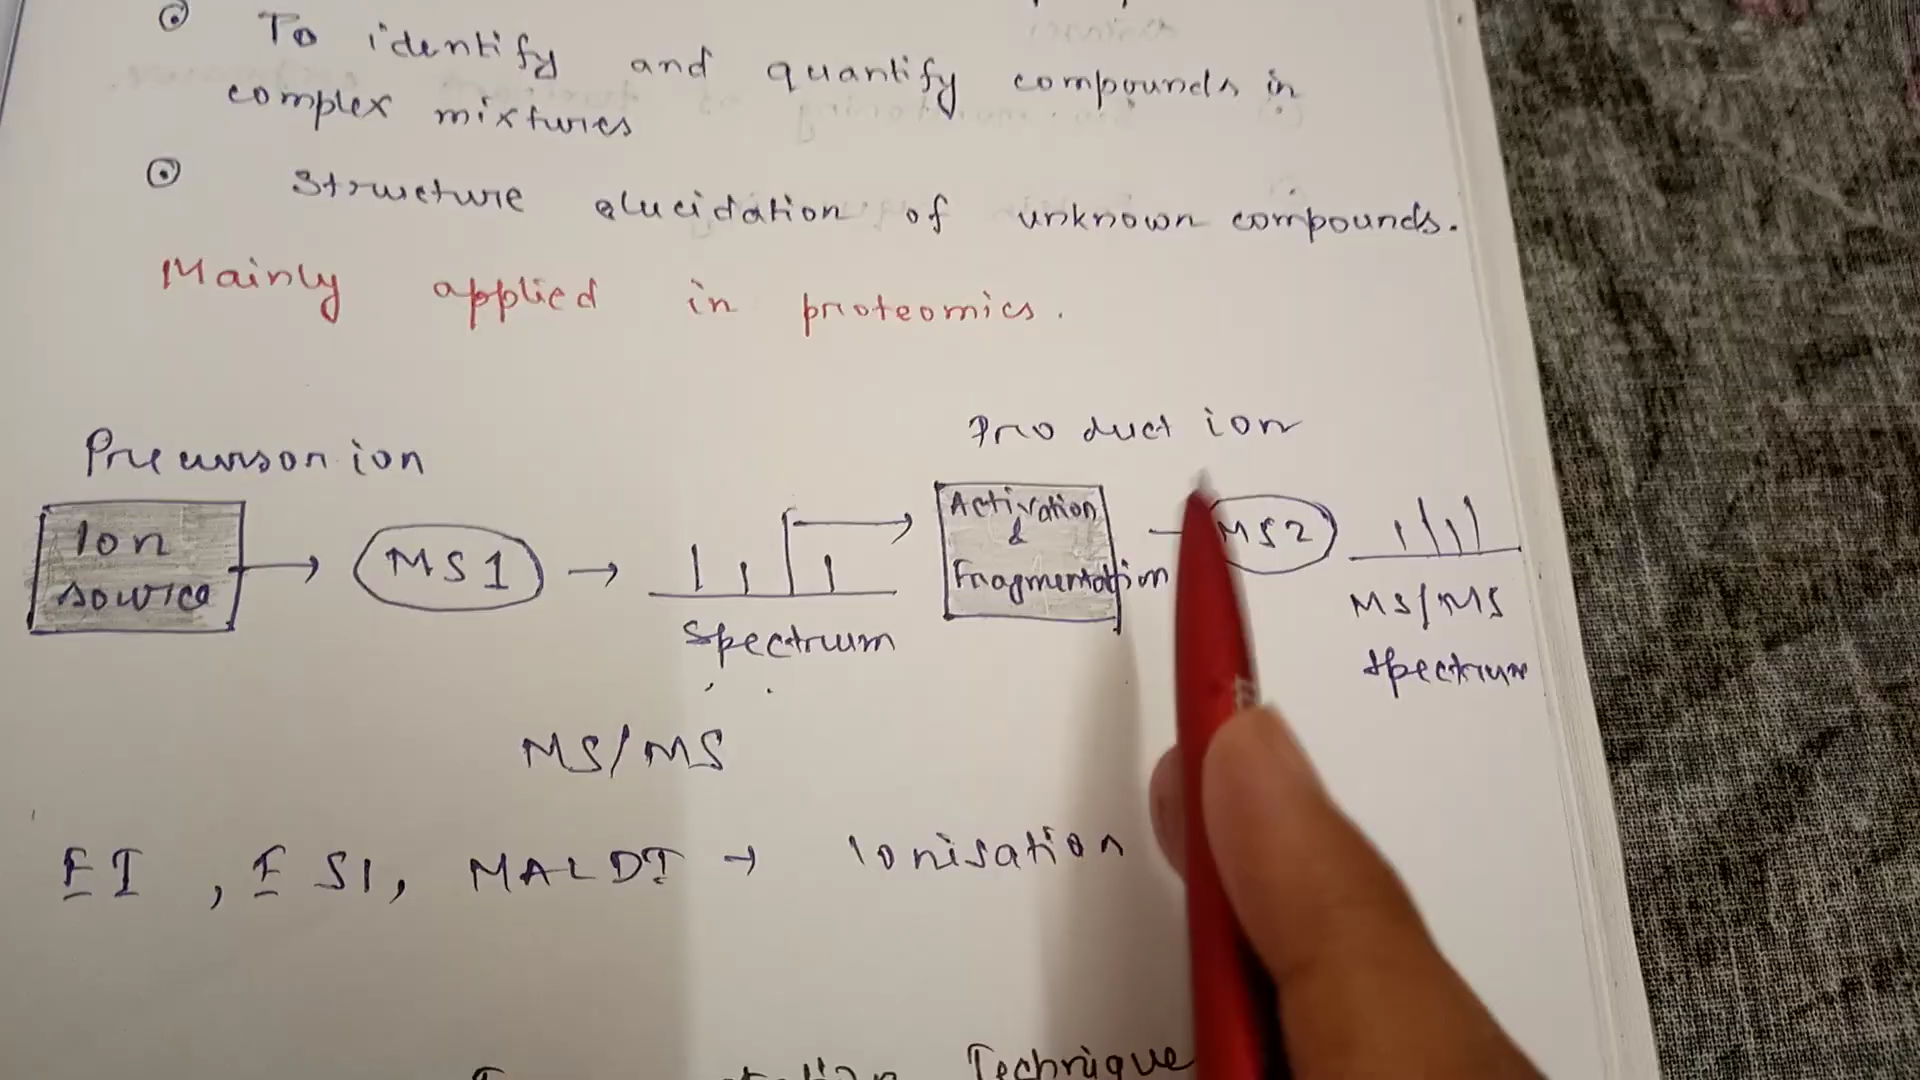 To identify and quantify compounds in
complex mixtures
Structure elucidation of unknown compounds.
Mainly applied in proteomics.
Precursor ion
Product ion
Ion
source
MS1
Spectrum
Activation
&
Fragmentation
MS2
MS/MS
Spectrum
MS/MS
EI, ESI, MALDI → Ionisation
Technique